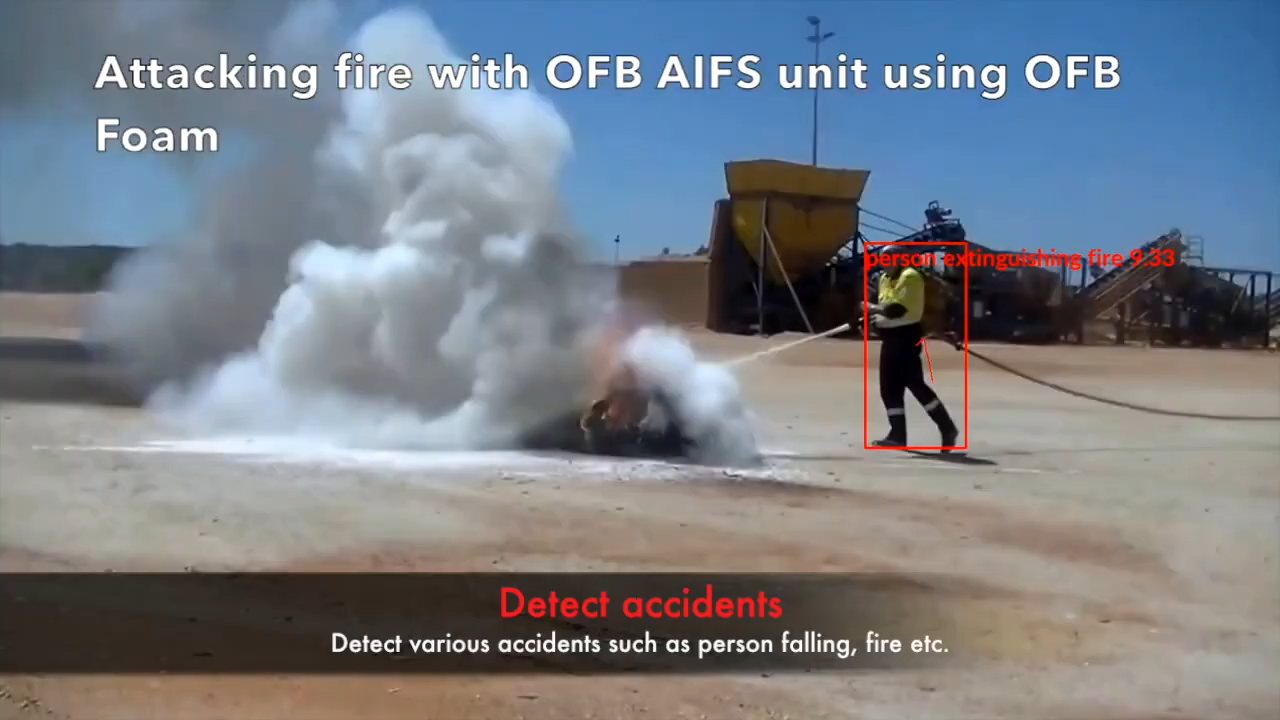 Attacking fire with OFB AIFS unit using OFB
Foam
person extinguishing fire 9.33
Detect accidents
Detect various accidents such as person falling, fire etc.